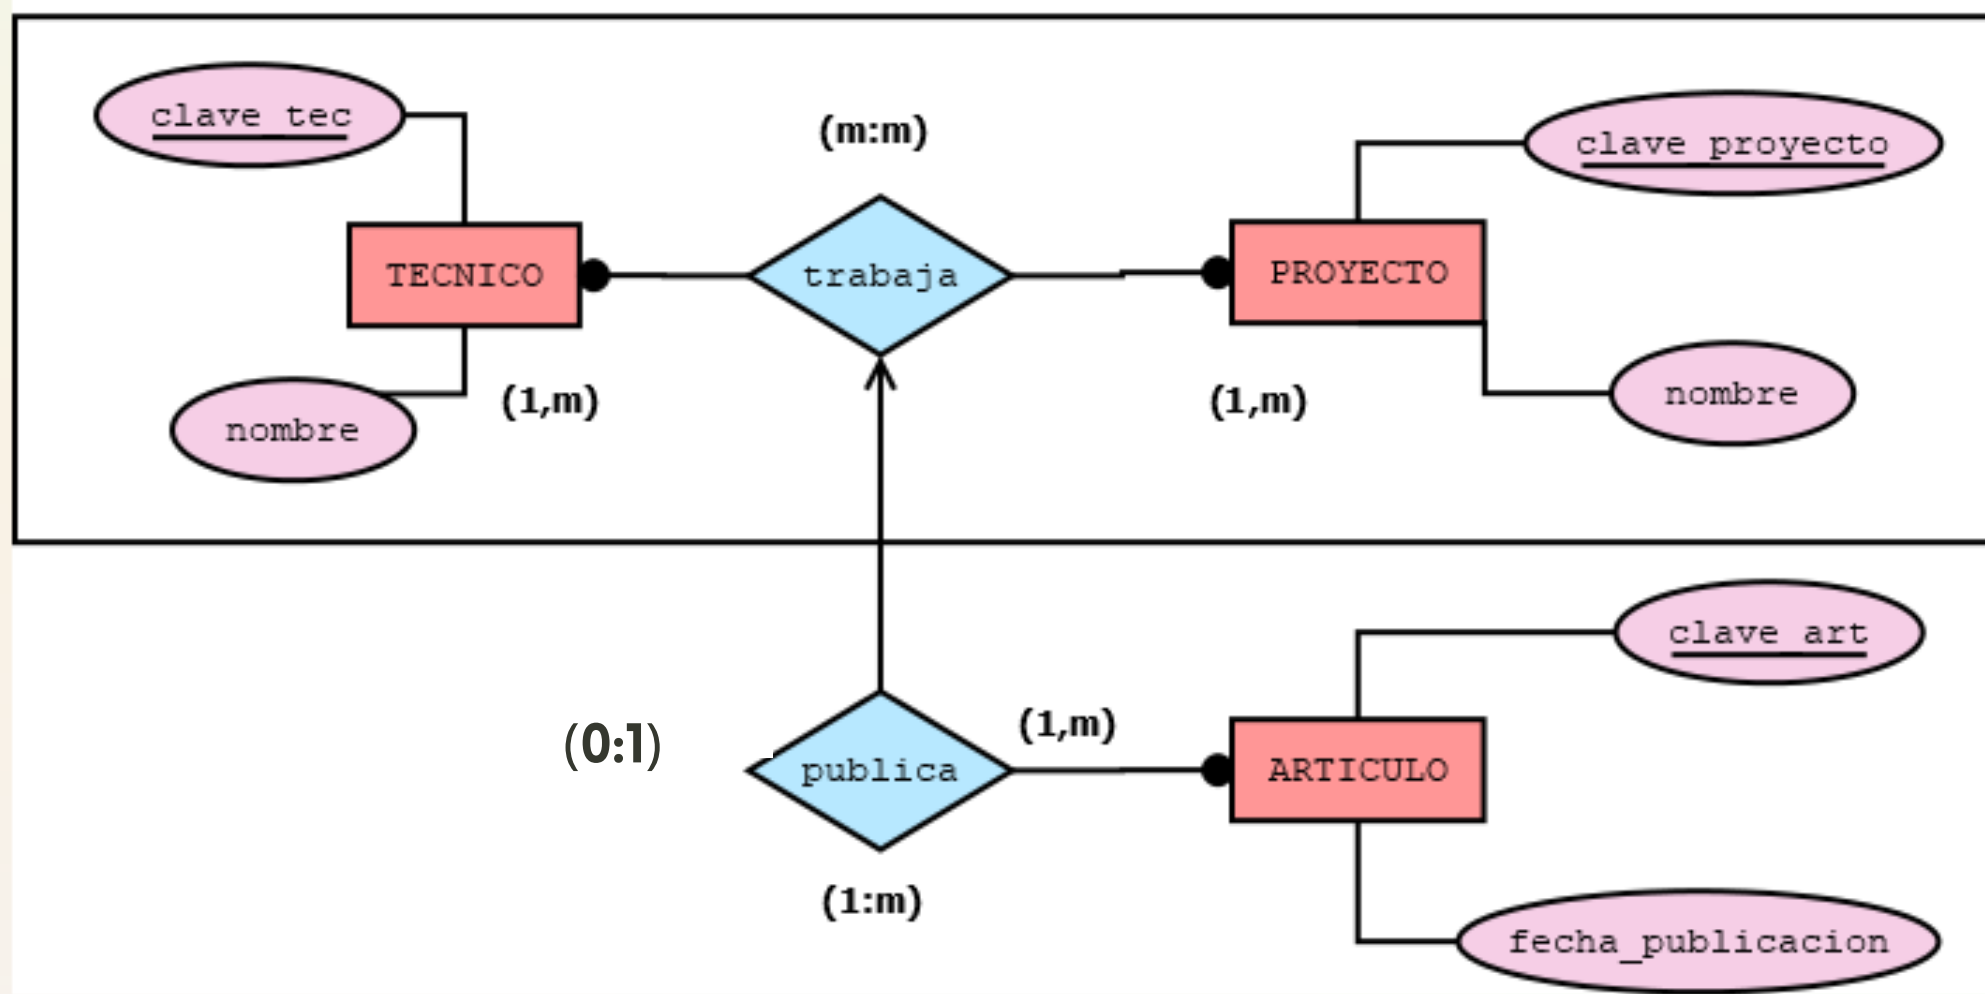 clave_tec
(m:m)
clave_proyecto
TECNICO
trabaja
PROYECTO
nombre
(1,m)
(1,m)
nombre
clave_art
(0:1)
(1,m)
publica
ARTICULO
(1:m)
fecha_publicacion